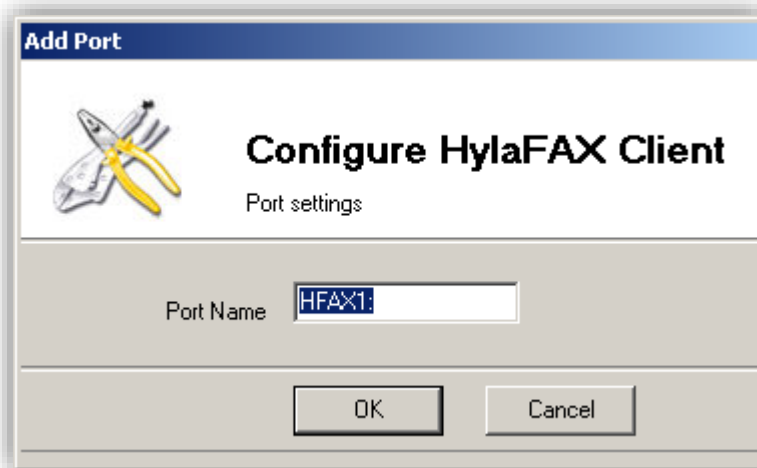 Add Port
Configure HylaFAX Client
Port settings
Port Name HFAX1:
OK Cancel